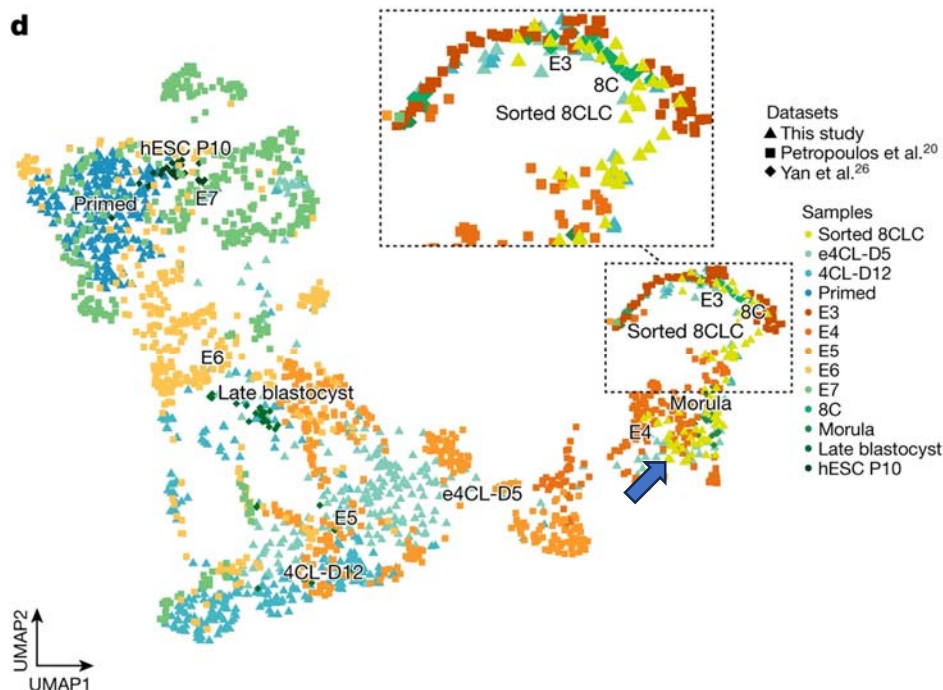 d
E3
8C
Sorted 8CLC
hESC P10
Primed
E7
E3
8C
Sorted 8CLC
E6
Late blastocyst
Morula
E4
e4CL-D5
E5
4CL-D12
UMAP2
UMAP1
Datasets
This study
Petropoulos et al.20
Yan et al.26
Samples
Sorted 8CLC
e4CL-D5
4CL-D12
Primed
E3
E4
E5
E6
E7
8C
Morula
Late blastocyst
hESC P10